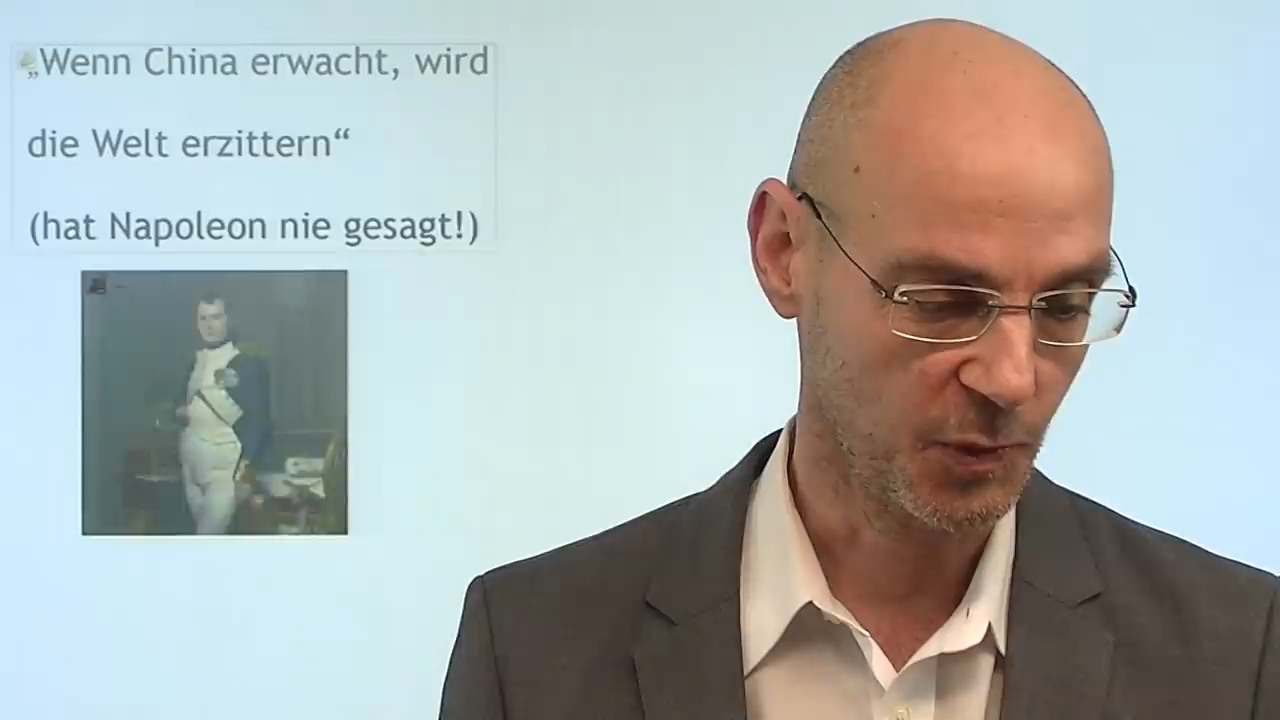 „Wenn China erwacht, wird
die Welt erzittern“
(hat Napoleon nie gesagt!)